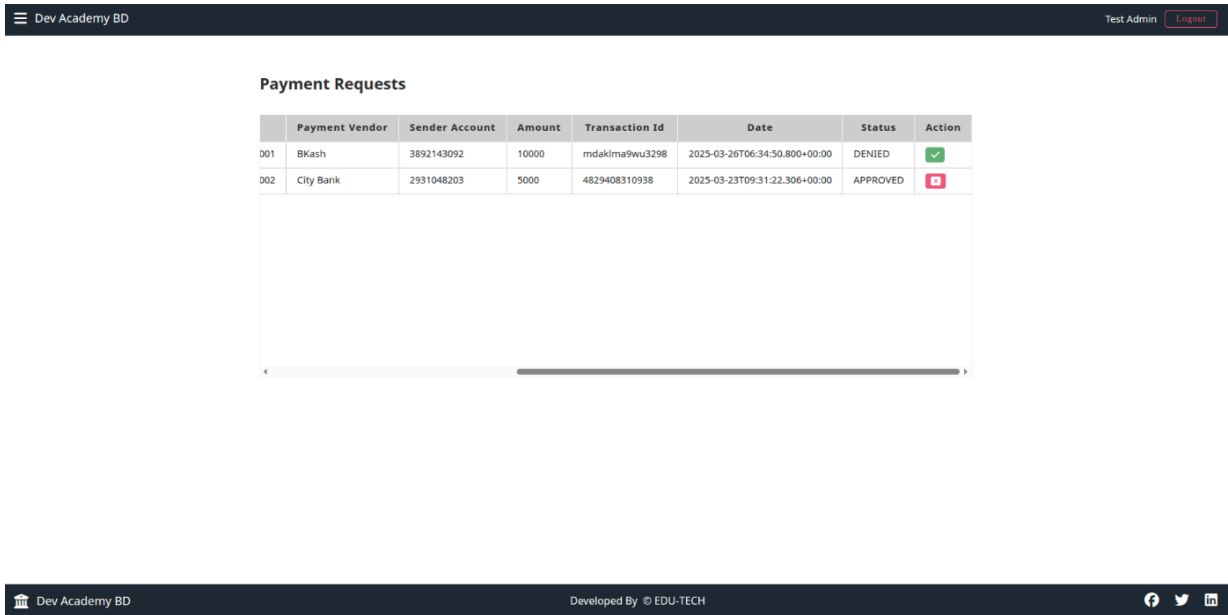 Dev Academy BD Test Admin Logout
Payment Requests
Payment Vendor Sender Account Amount Transaction Id Date Status Action
001 BKash 3892143092 10000 mdaklma9wu3298 2025-03-26T06:34:50.800+00:00 DENIED
002 City Bank 2931048203 5000 4829408310938 2025-03-23T09:31:22.306+00:00 APPROVED
Dev Academy BD Developed By © EDU-TECH